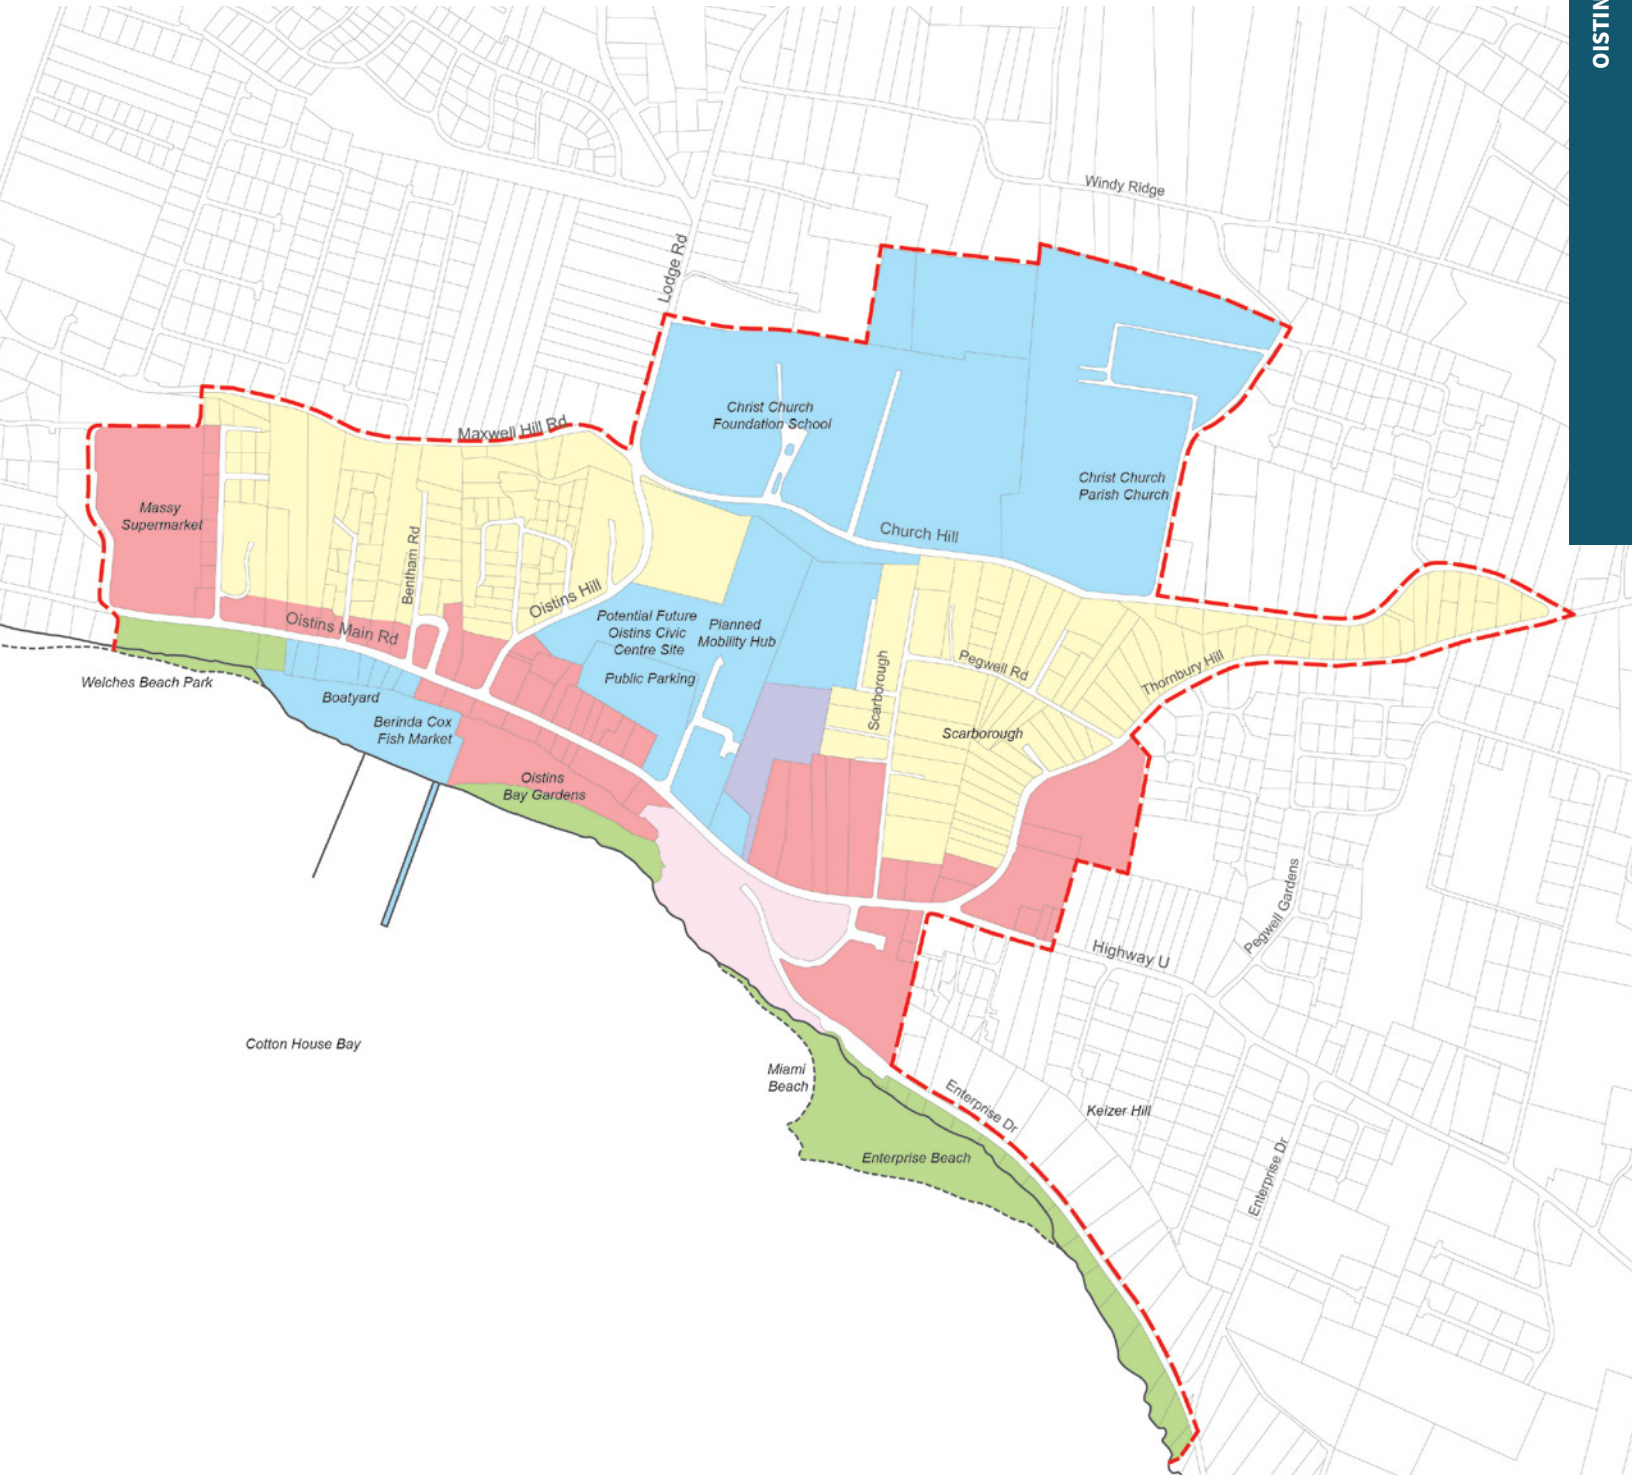 OISTIN
Windy Ridge
Lodge Rd
Christ Church
Foundation School
Maxwell Hill Rd
Christ Church
Parish Church
Massy
Supermarket
Church Hill
Bentham Rd
Oistins Hill
Oistins Main Rd
Potential Future
Oistins Civic
Centre Site
Planned
Mobility Hub
Public Parking
Scarborough
Pegwell Rd
Thornbury Hill
Welches Beach Park
Boatyard
Berinda Cox
Fish Market
Scarborough
Oistins
Bay Gardens
Pegwell Gardens
Highway U
Cotton House Bay
Miami
Beach
Enterprise Dr
Keizer Hill
Enterprise Beach
Enterprise Dr